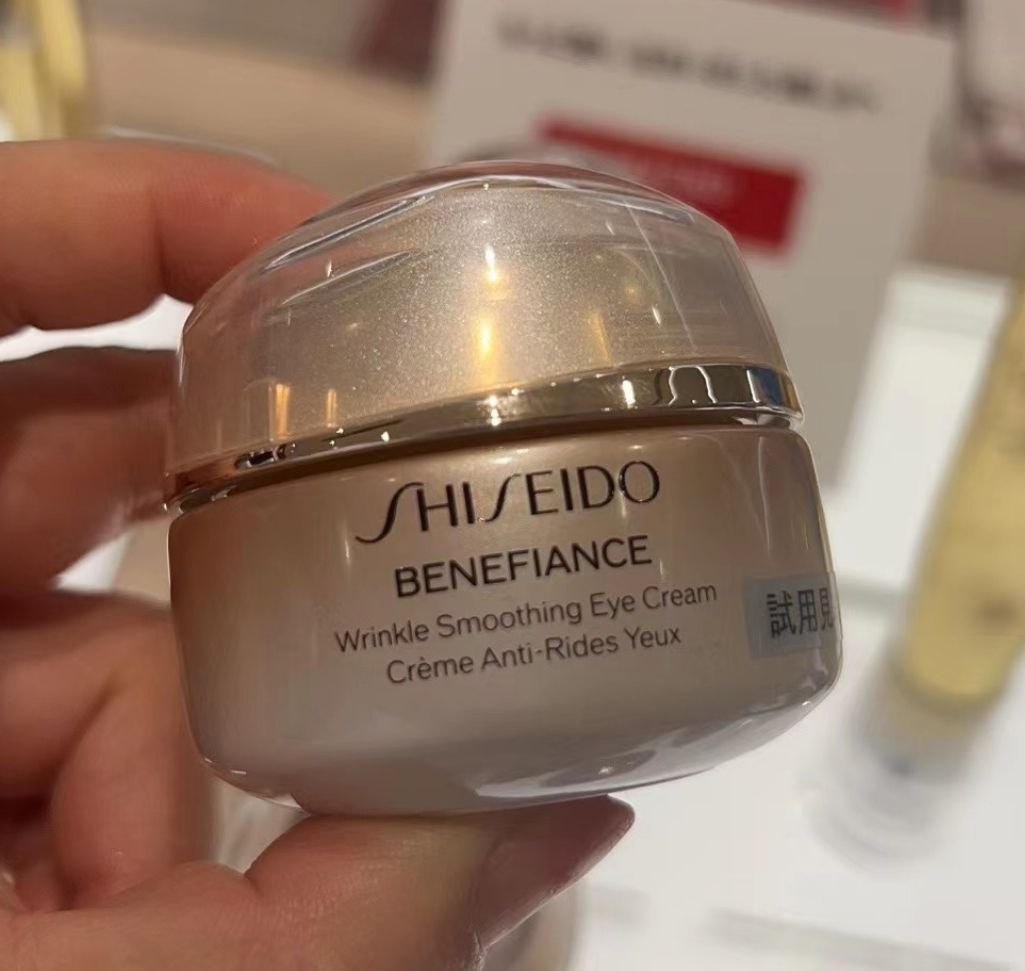 SHISEIDO
BENEFIANCE
Wrinkle Smoothing Eye Cream
Crème Anti-Rides Yeux
試用見